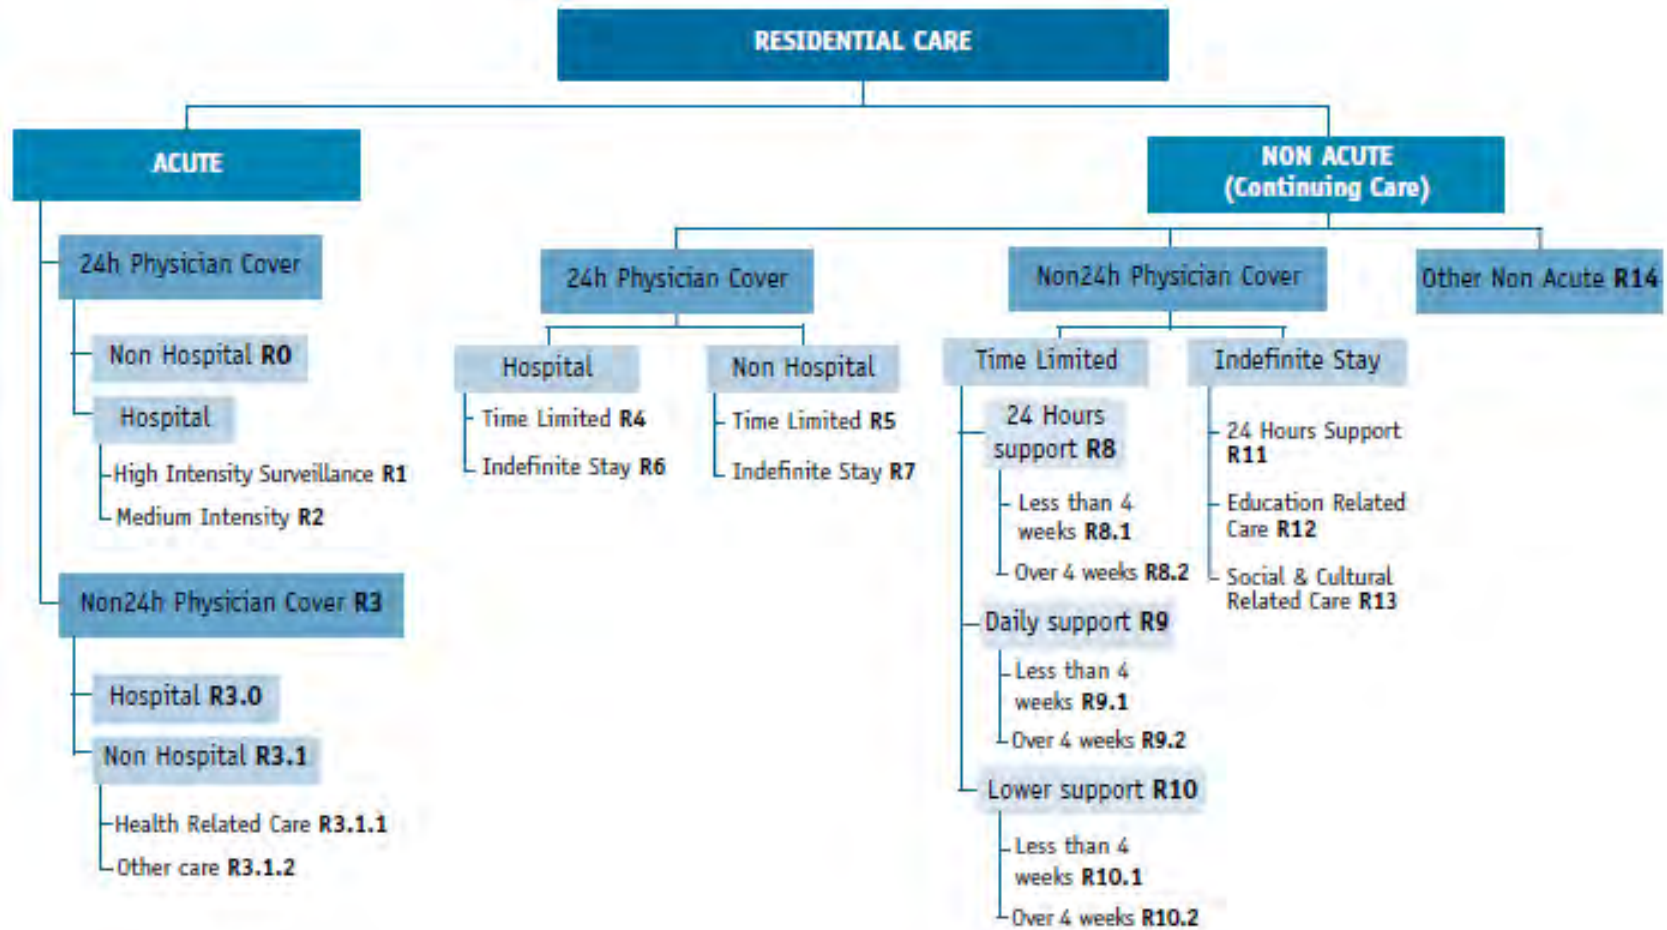 RESIDENTIAL CARE
ACUTE
24h Physician Cover
Non Hospital R0
Hospital
High Intensity Surveillance R1
Medium Intensity R2
Non24h Physician Cover R3
Hospital R3.0
Non Hospital R3.1
Health Related Care R3.1.1
Other care R3.1.2
NON ACUTE
(Continuing Care)
24h Physician Cover
Hospital
Time Limited R4
Indefinite Stay R6
Non Hospital
Time Limited R5
Indefinite Stay R7
Non24h Physician Cover
Time Limited
24 Hours
support R8
Less than 4
weeks R8.1
Over 4 weeks R8.2
Daily support R9
Less than 4
weeks R9.1
Over 4 weeks R9.2
Lower support R10
Less than 4
weeks R10.1
Over 4 weeks R10.2
Indefinite Stay
24 Hours Support
R11
Education Related
Care R12
Social & Cultural
Related Care R13
Other Non Acute R14